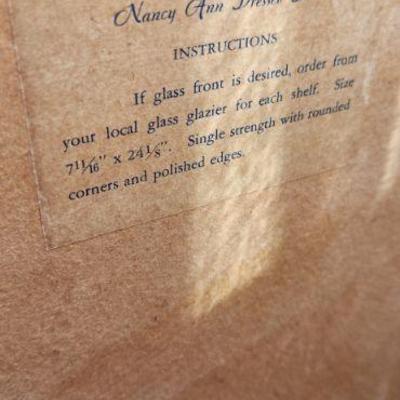 Nancy Ann Dressed
INSTRUCTIONS
If glass front is desired, order from
your local glass glazier for each shelf. Size
7 11/16" x 24 1/8". Single strength with rounded
corners and polished edges.